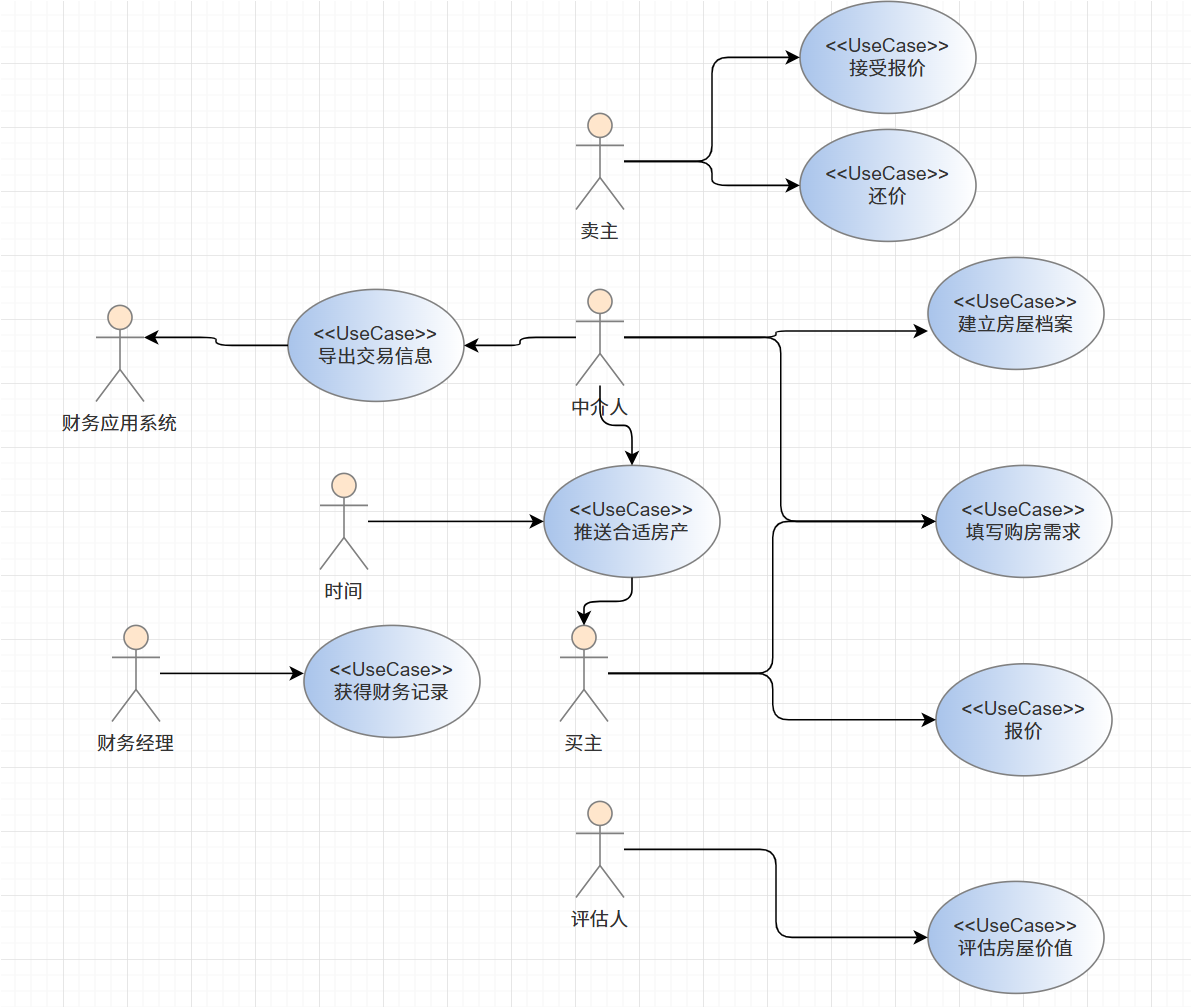 <<UseCase>>
接受报价
<<UseCase>>
还价
卖主
<<UseCase>>
建立房屋档案
<<UseCase>>
导出交易信息
中介人
财务应用系统
<<UseCase>>
推送合适房产
<<UseCase>>
填写购房需求
时间
<<UseCase>>
获得财务记录
<<UseCase>>
报价
财务经理
买主
评估人
<<UseCase>>
评估房屋价值